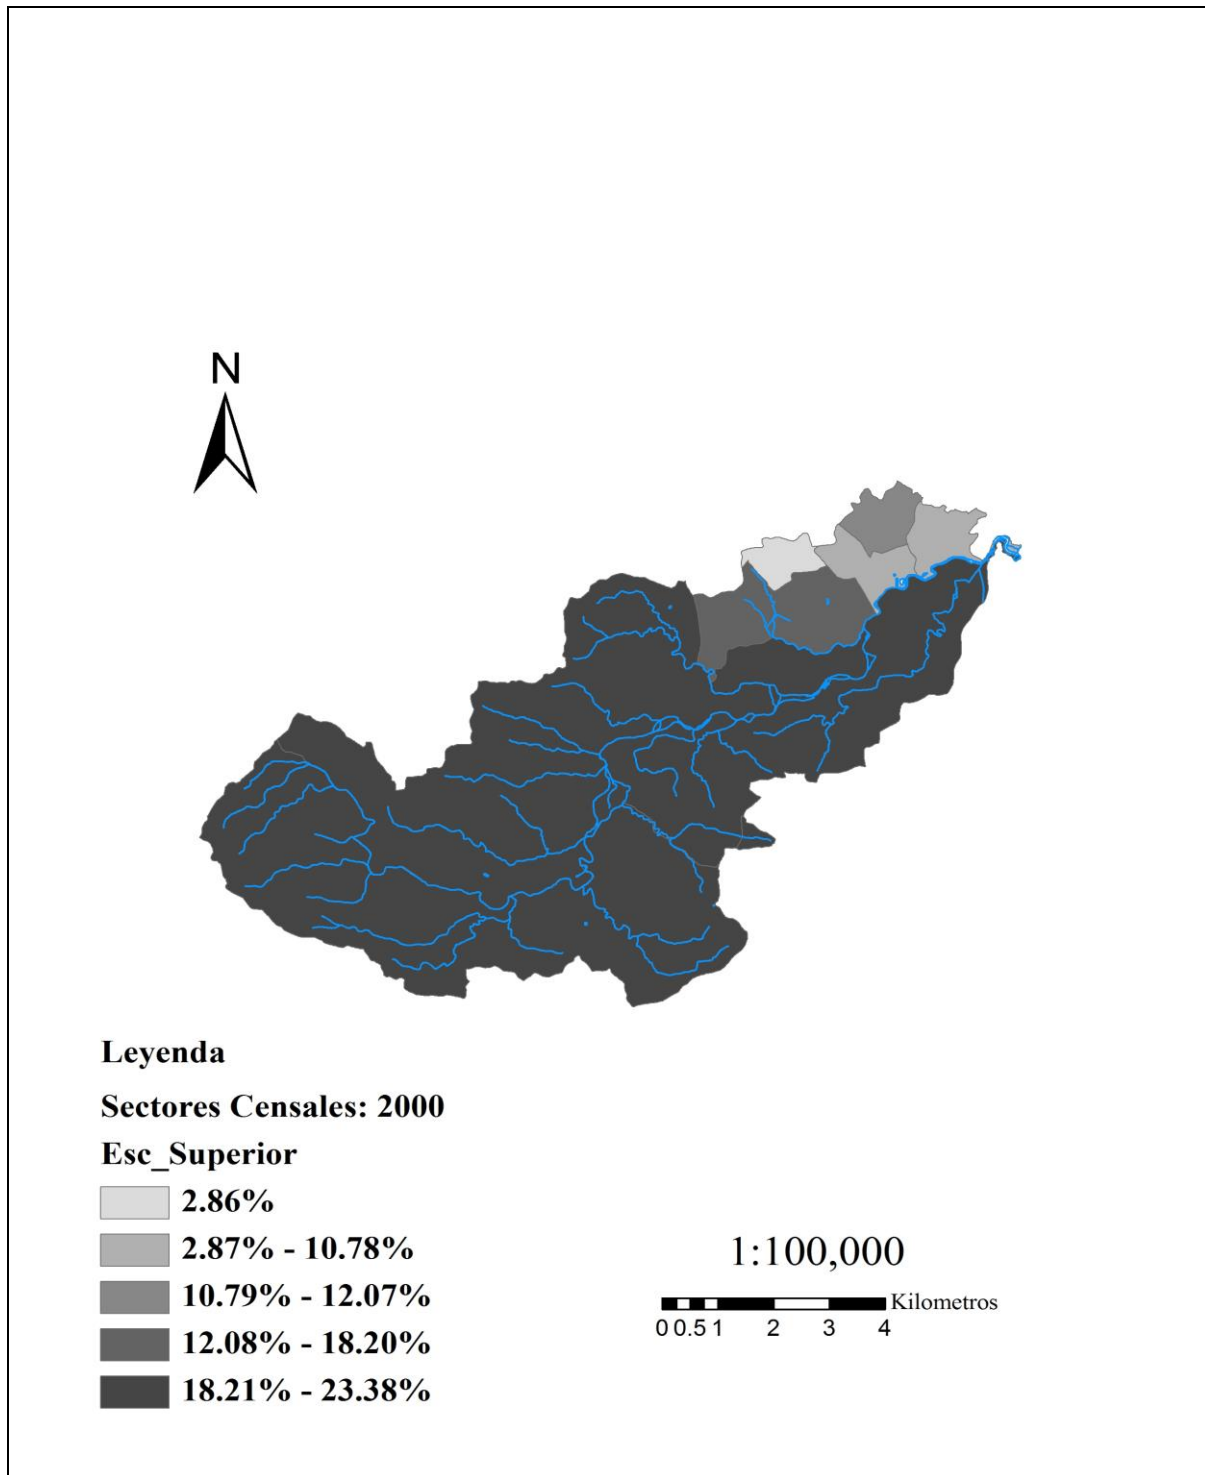 N
Leyenda
Sectores Censales: 2000
Esc_Superior
2.86%
2.87% - 10.78%
10.79% - 12.07%
12.08% - 18.20%
18.21% - 23.38%
1:100,000
Kilometros
0 0.5 1 2 3 4